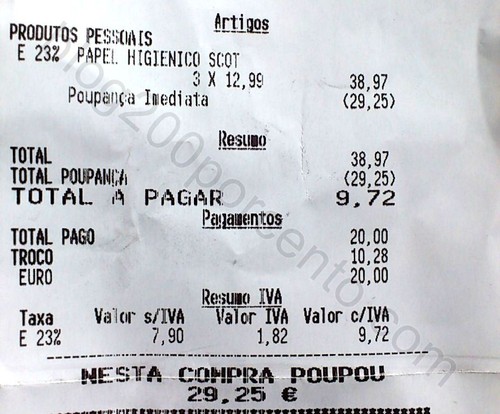 Artigos
PRODUTOS PESSOAIS
E 23% PAPEL HIGIENICO SCOT
3 X 12,99 38,97
Poupança Imediata (29,25)
Resumo
TOTAL 38,97
TOTAL POUPANÇA (29,25)
TOTAL A PAGAR 9,72
Pagamentos
TOTAL PAGO 20,00
TROCO 10,28
EURO 20,00
Resumo IVA
Taxa Valor s/IVA Valor IVA Valor c/IVA
E 23% 7,90 1,82 9,72
NESTA COMPRA POUPOU
29,25 €
blog200porcento.com